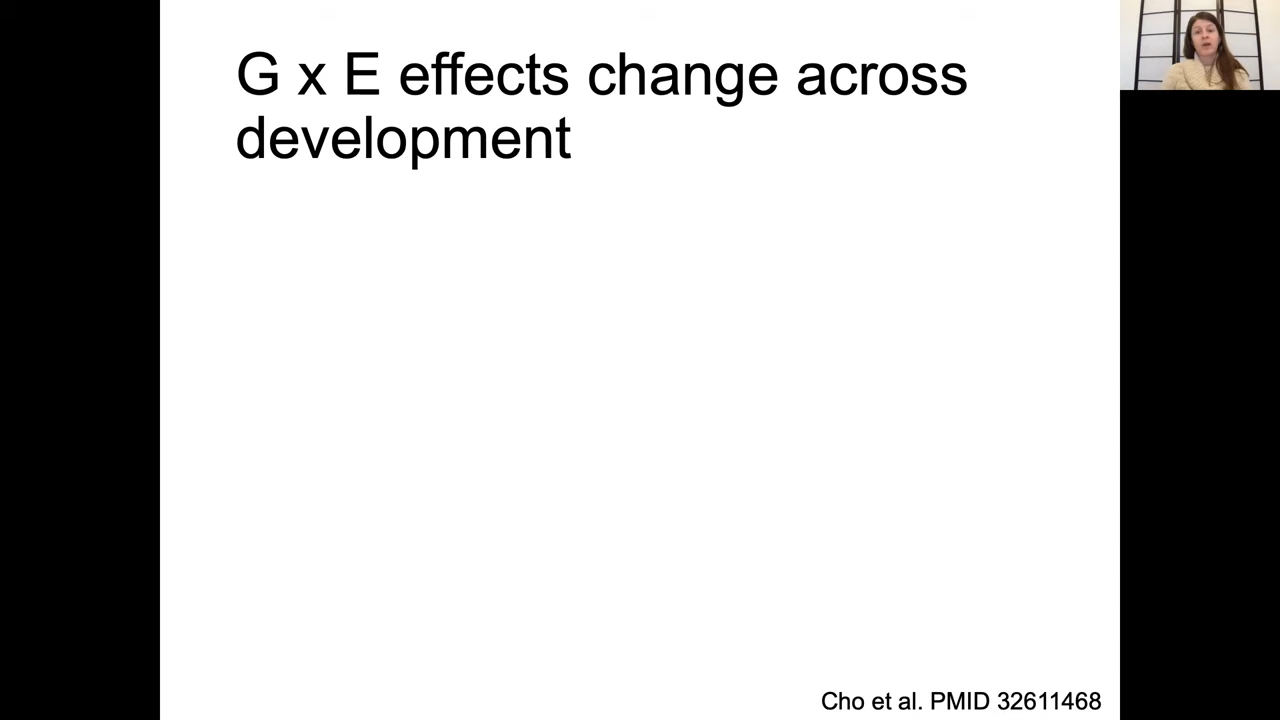 G x E effects change across
development
Cho et al. PMID 32611468